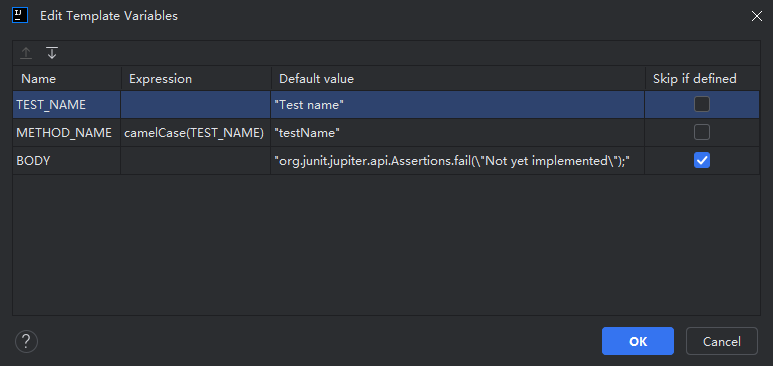 IJ Edit Template Variables
Name Expression Default value Skip if defined
TEST_NAME "Test name"
METHOD_NAME camelCase(TEST_NAME) "testName"
BODY "org.junit.jupiter.api.Assertions.fail(\"Not yet implemented\");"
? OK Cancel